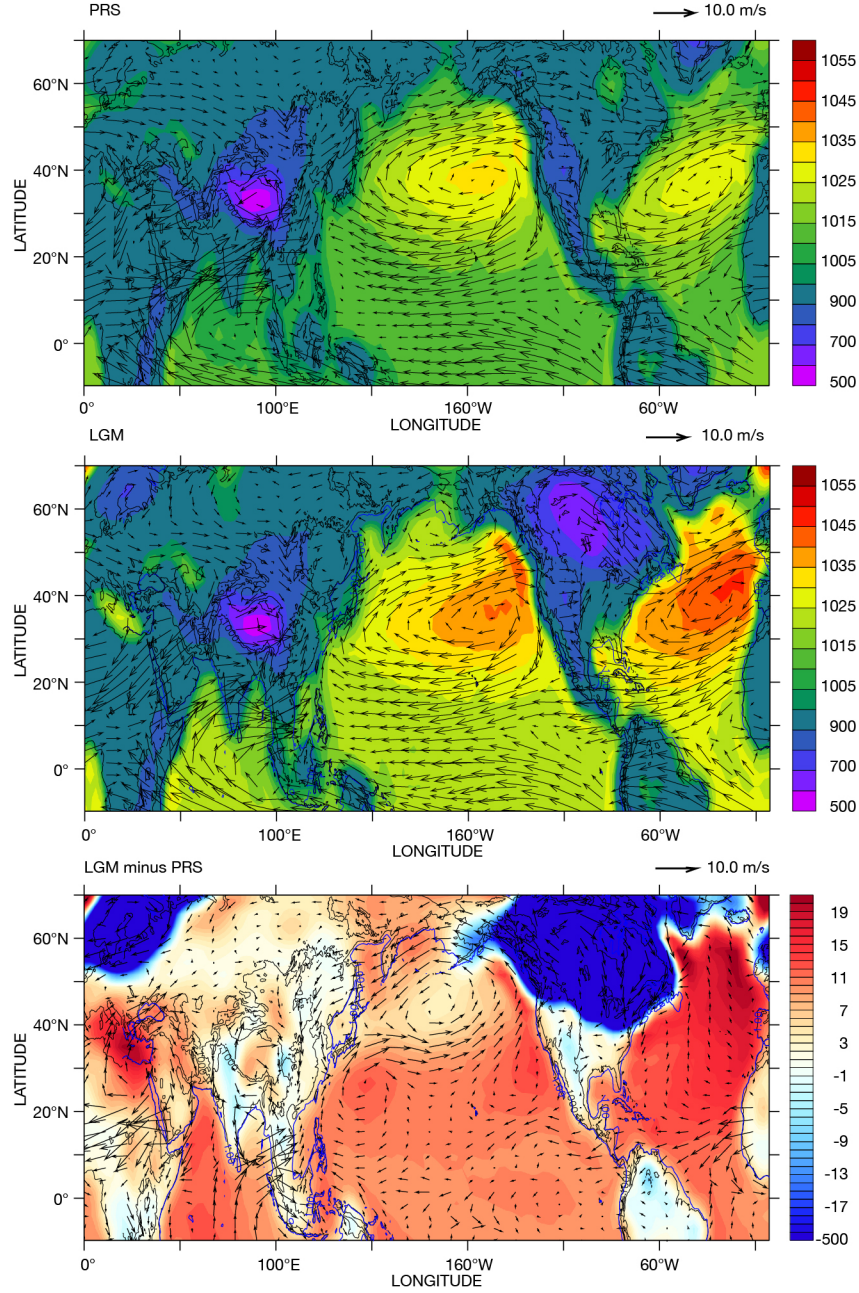 PRS 10.0 m/s
60°N
40°N
20°N
0°
LATITUDE
0° 100°E 160°W 60°W
LONGITUDE
1055
1045
1035
1025
1015
1005
900
700
500
LGM 10.0 m/s
60°N
40°N
20°N
0°
LATITUDE
0° 100°E 160°W 60°W
LONGITUDE
1055
1045
1035
1025
1015
1005
900
700
500
LGM minus PRS 10.0 m/s
60°N
40°N
20°N
0°
LATITUDE
0° 100°E 160°W 60°W
LONGITUDE
19
15
11
7
3
-1
-5
-9
-13
-17
-500